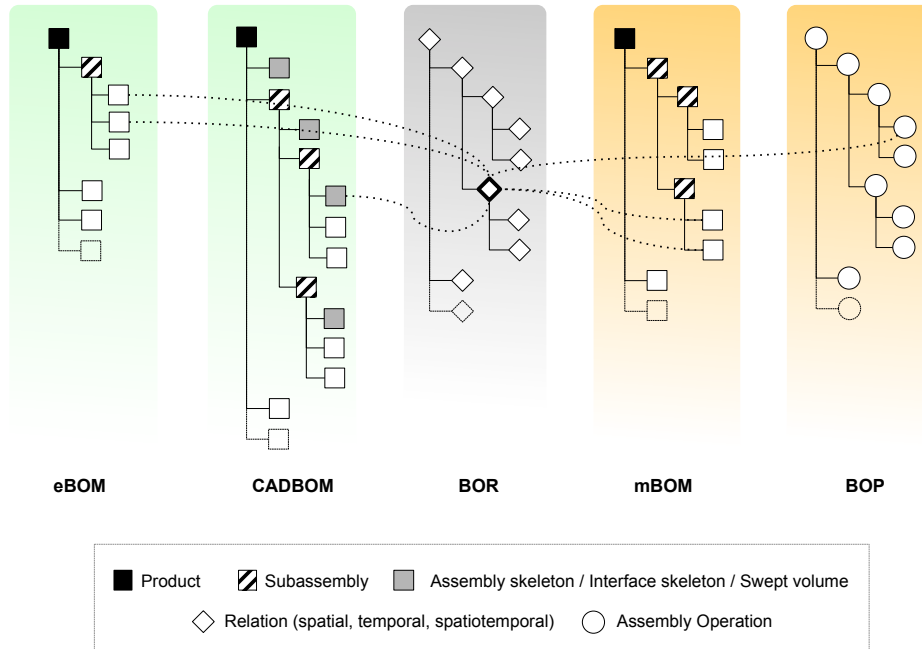 eBOM CADBOM BOR mBOM BOP
Product Subassembly Assembly skeleton / Interface skeleton / Swept volume
Relation (spatial, temporal, spatiotemporal) Assembly Operation